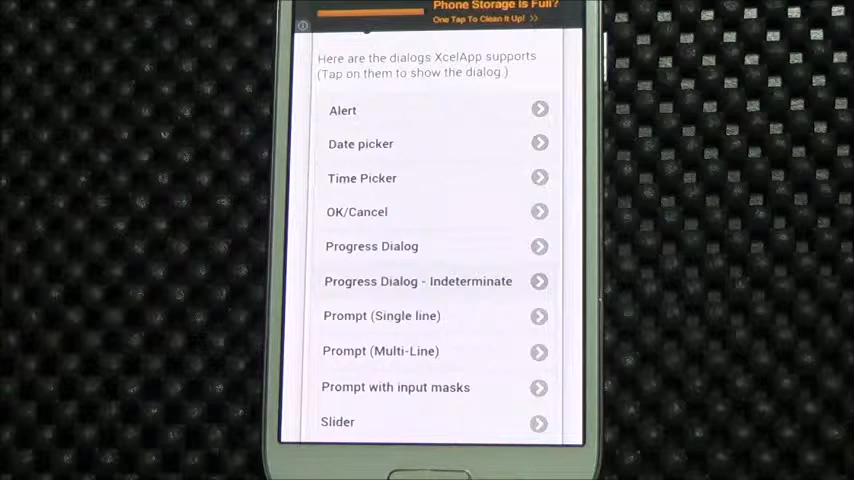 Phone Storage Is Full?
One Tap To Clean It Up! >>
Here are the dialogs XcelApp supports
(Tap on them to show the dialog.)
Alert
Date picker
Time Picker
OK/Cancel
Progress Dialog
Progress Dialog - Indeterminate
Prompt (Single line)
Prompt (Multi-Line)
Prompt with input masks
Slider